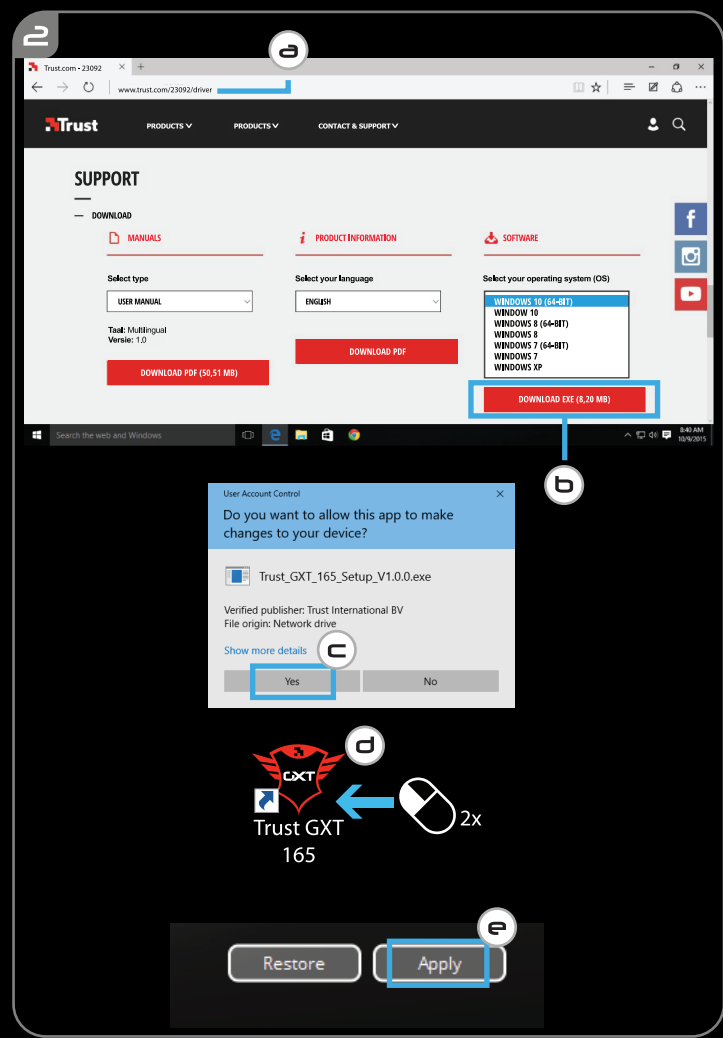 2
a
Trust.com - 23092
www.trust.com/23092/driver
Trust
PRODUCTS
PRODUCTS
CONTACT & SUPPORT
SUPPORT
DOWNLOAD
MANUALS
PRODUCT INFORMATION
SOFTWARE
Select type
Select your language
Select your operating system (OS)
USER MANUAL
ENGLISH
WINDOWS 10 (64-BIT)
WINDOW 10
WINDOWS 8 (64-BIT)
WINDOWS 8
WINDOWS 7 (64-BIT)
WINDOWS 7
WINDOWS XP
Taal: Multilingual
Versie: 1.0
DOWNLOAD PDF (50,51 MB)
DOWNLOAD PDF
DOWNLOAD EXE (8,20 MB)
Search the web and Windows
8:40 AM
10/9/2015
b
User Account Control
Do you want to allow this app to make
changes to your device?
Trust_GXT_165_Setup_V1.0.0.exe
Verified publisher: Trust International BV
File origin: Network drive
Show more details
c
Yes
No
d
GXT
2x
Trust GXT
165
e
Restore
Apply